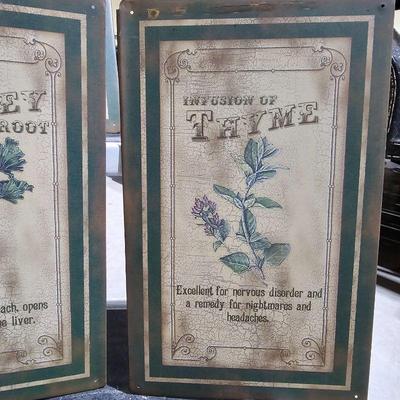 EY
ROOT
ach, opens
e liver.
INFUSION OF
THYME
Excellent for nervous disorder and
a remedy for nightmares and
headaches.